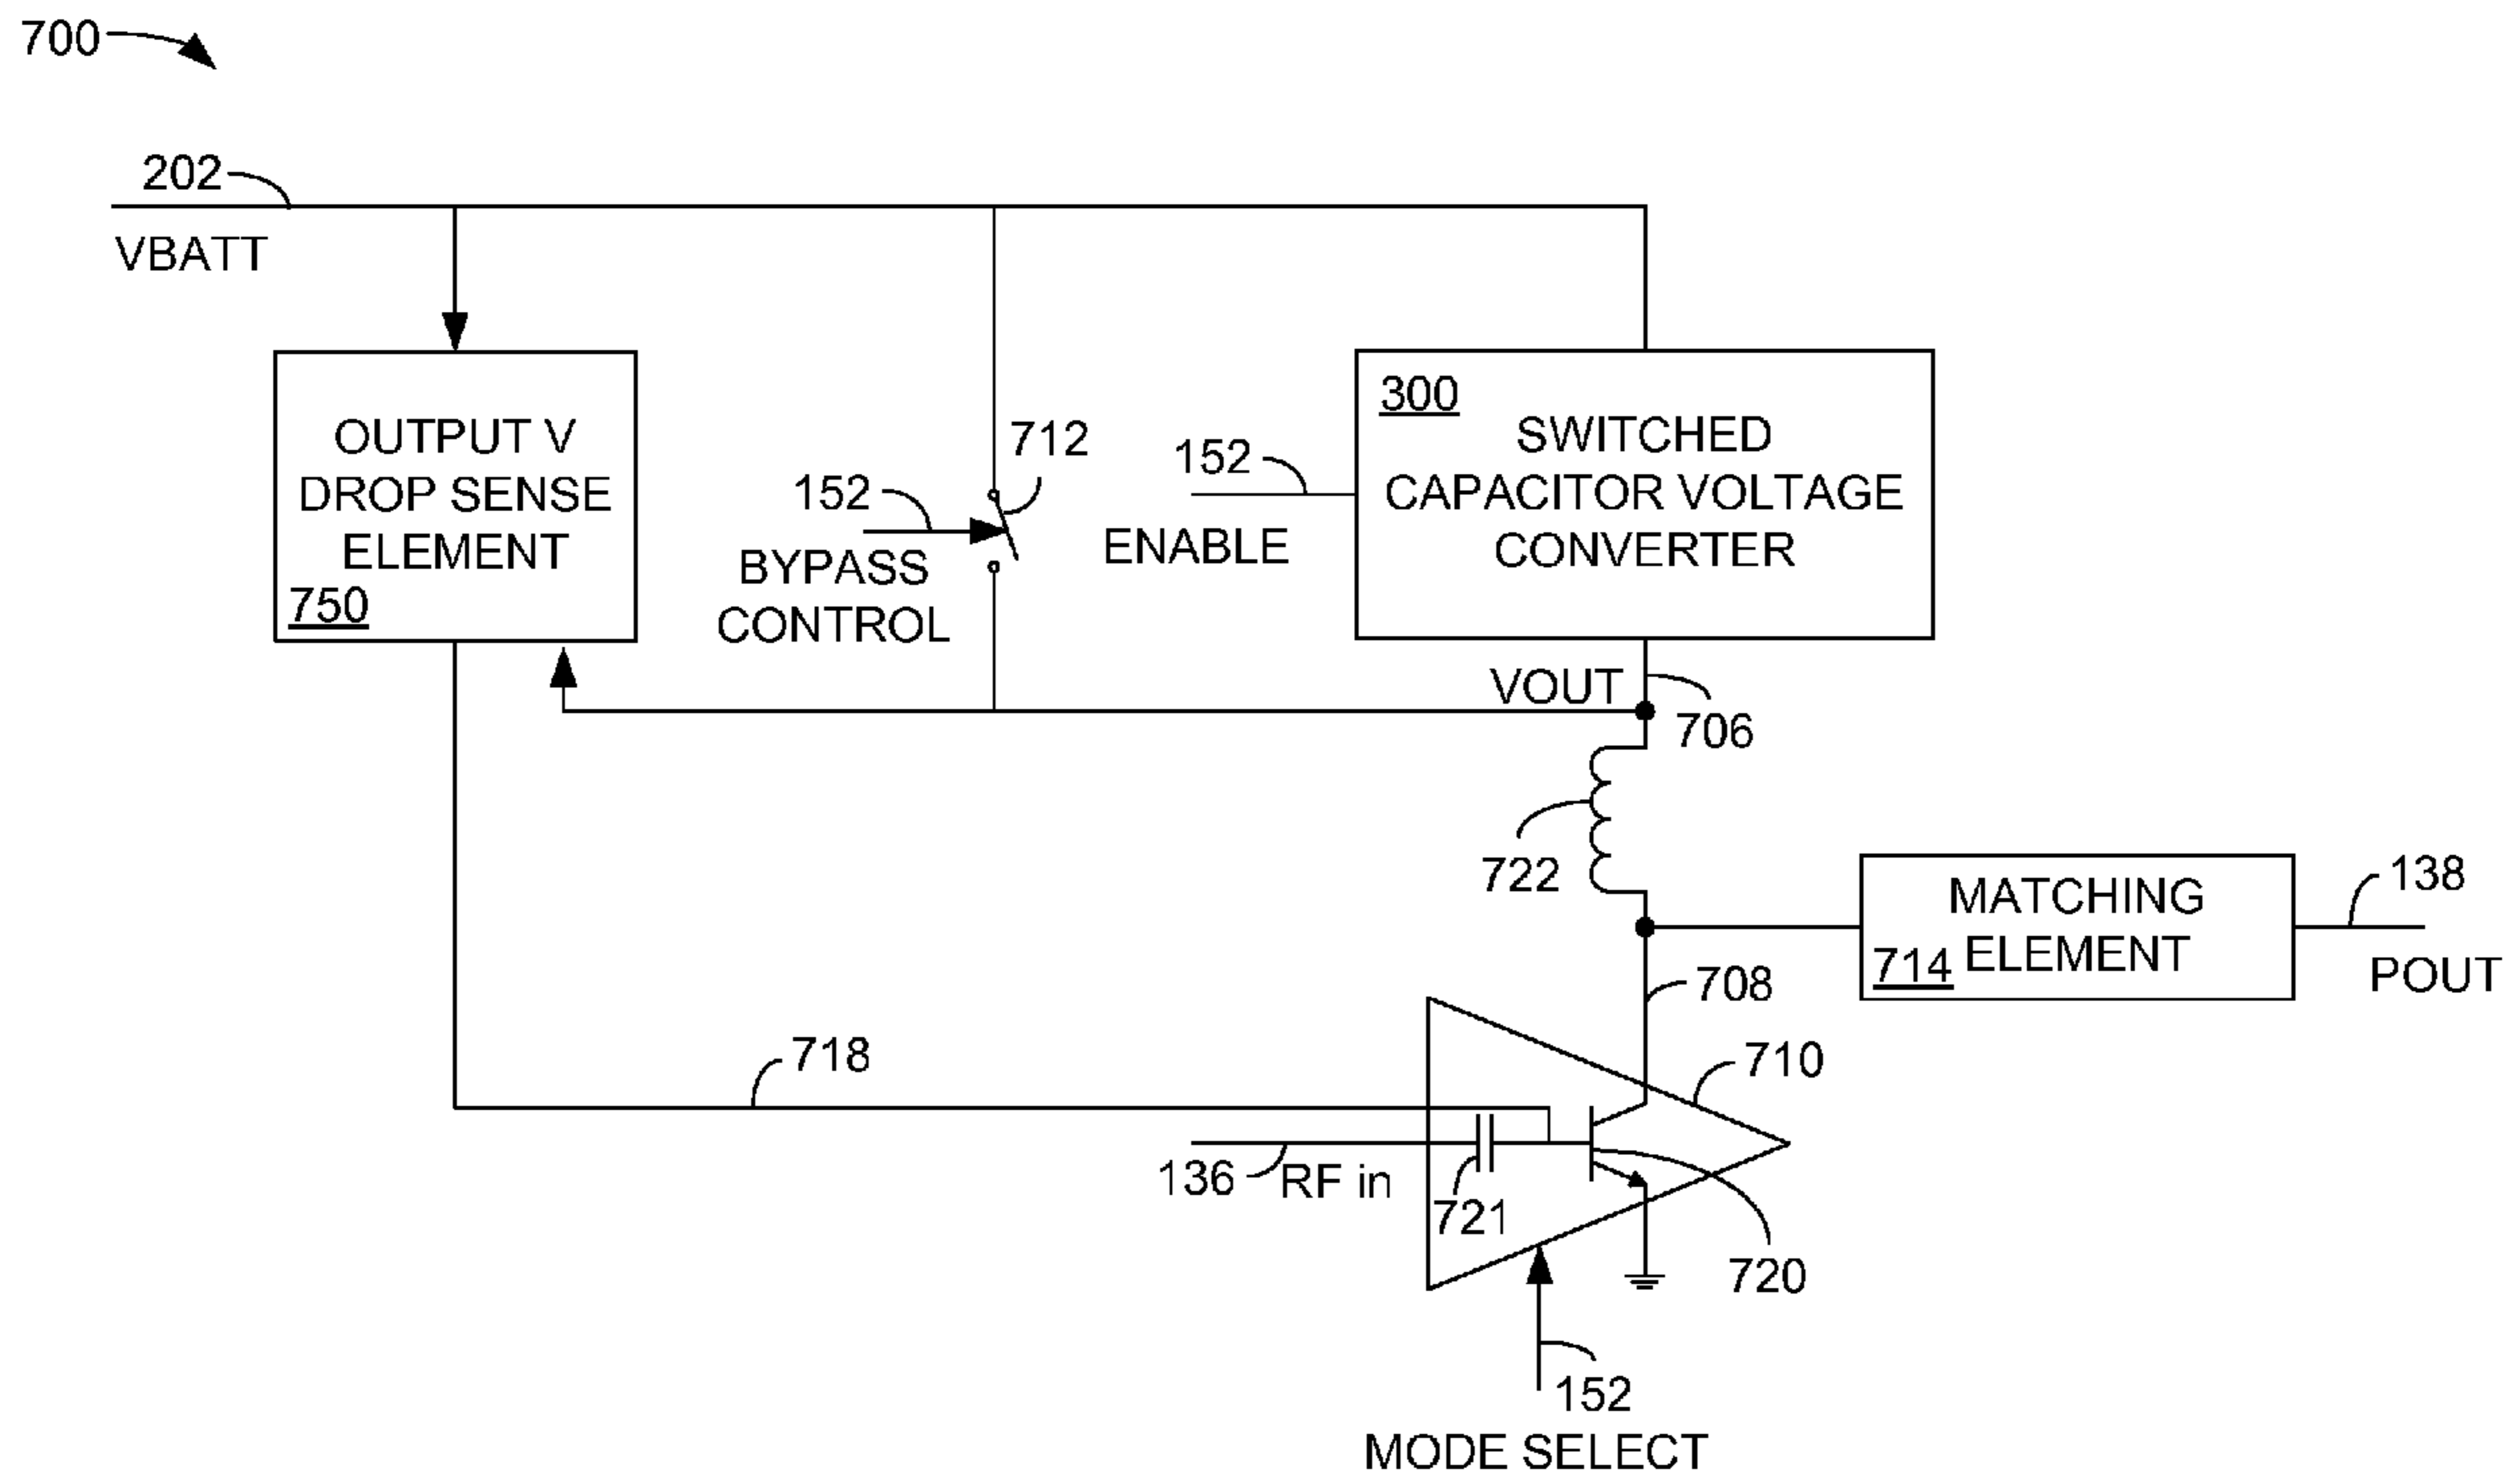 700
202
VBATT
OUTPUT V
DROP SENSE
ELEMENT
750
712
152
BYPASS
CONTROL
152
ENABLE
300
SWITCHED
CAPACITOR VOLTAGE
CONVERTER
VOUT
706
722
MATCHING
ELEMENT
714
138
POUT
708
718
710
136
RF in
721
720
152
MODE SELECT